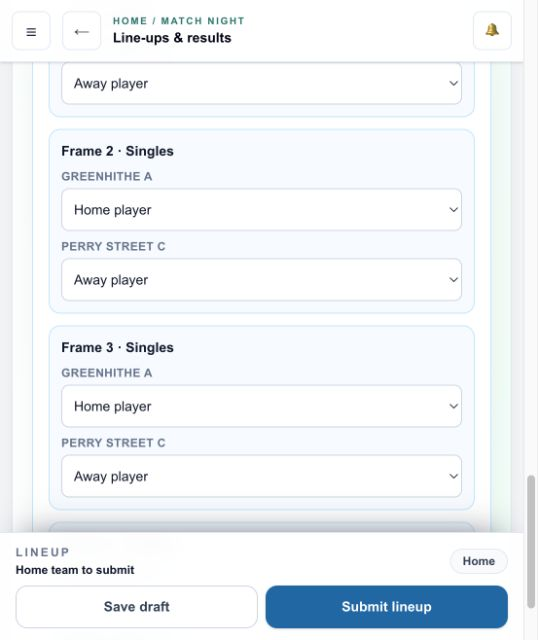 HOME / MATCH NIGHT
Line-ups & results
Away player
Frame 2 · Singles
GREENHITHE A
Home player
PERRY STREET C
Away player
Frame 3 · Singles
GREENHITHE A
Home player
PERRY STREET C
Away player
LINEUP
Home team to submit
Home
Save draft
Submit lineup